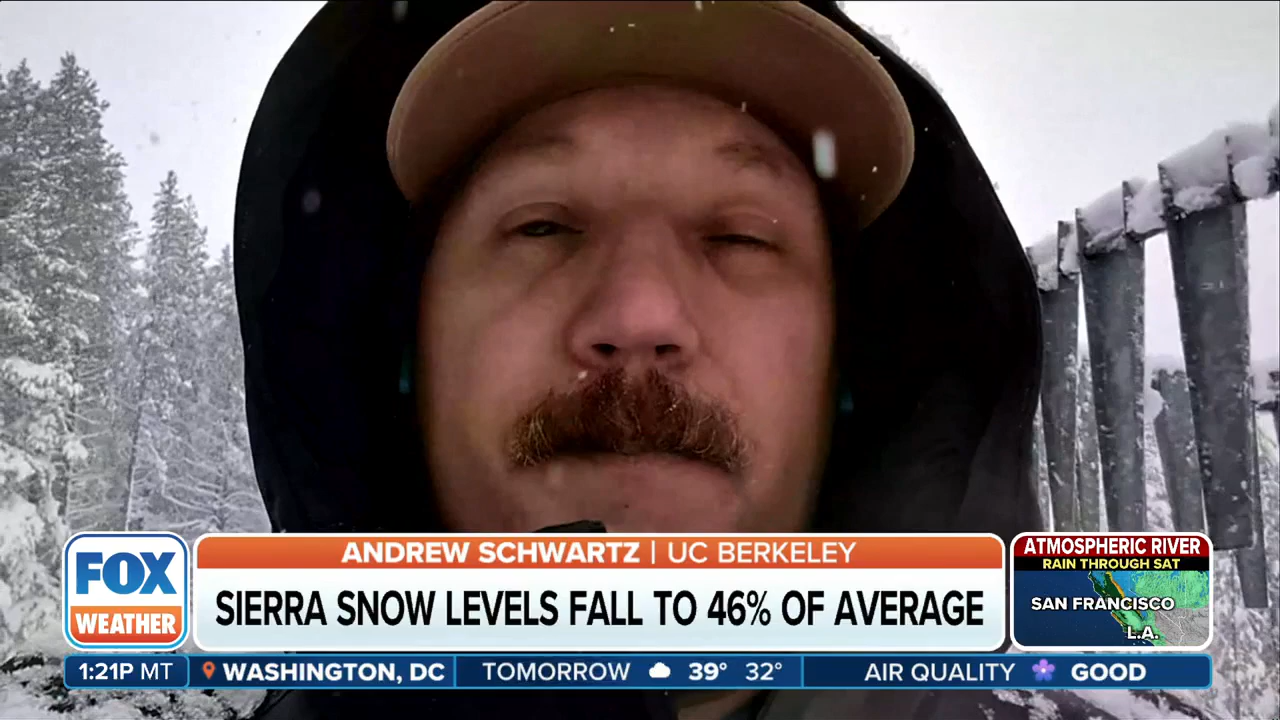 ANDREW SCHWARTZ | UC BERKELEY
FOX
WEATHER
SIERRA SNOW LEVELS FALL TO 46% OF AVERAGE
ATMOSPHERIC RIVER
RAIN THROUGH SAT
SAN FRANCISCO
L.A.
1:21P MT
WASHINGTON, DC
TOMORROW 39° 32°
AIR QUALITY GOOD